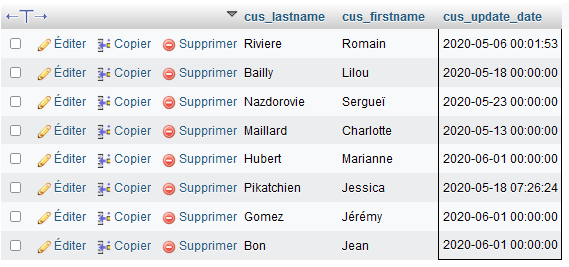 ←T→ cus_lastname cus_firstname cus_update_date
Éditer Copier Supprimer Riviere Romain 2020-05-06 00:01:53
Éditer Copier Supprimer Bailly Lilou 2020-05-18 00:00:00
Éditer Copier Supprimer Nazdorovie Sergueï 2020-05-23 00:00:00
Éditer Copier Supprimer Maillard Charlotte 2020-05-13 00:00:00
Éditer Copier Supprimer Hubert Marianne 2020-06-01 00:00:00
Éditer Copier Supprimer Pikatchien Jessica 2020-05-18 07:26:24
Éditer Copier Supprimer Gomez Jérémy 2020-06-01 00:00:00
Éditer Copier Supprimer Bon Jean 2020-06-01 00:00:00